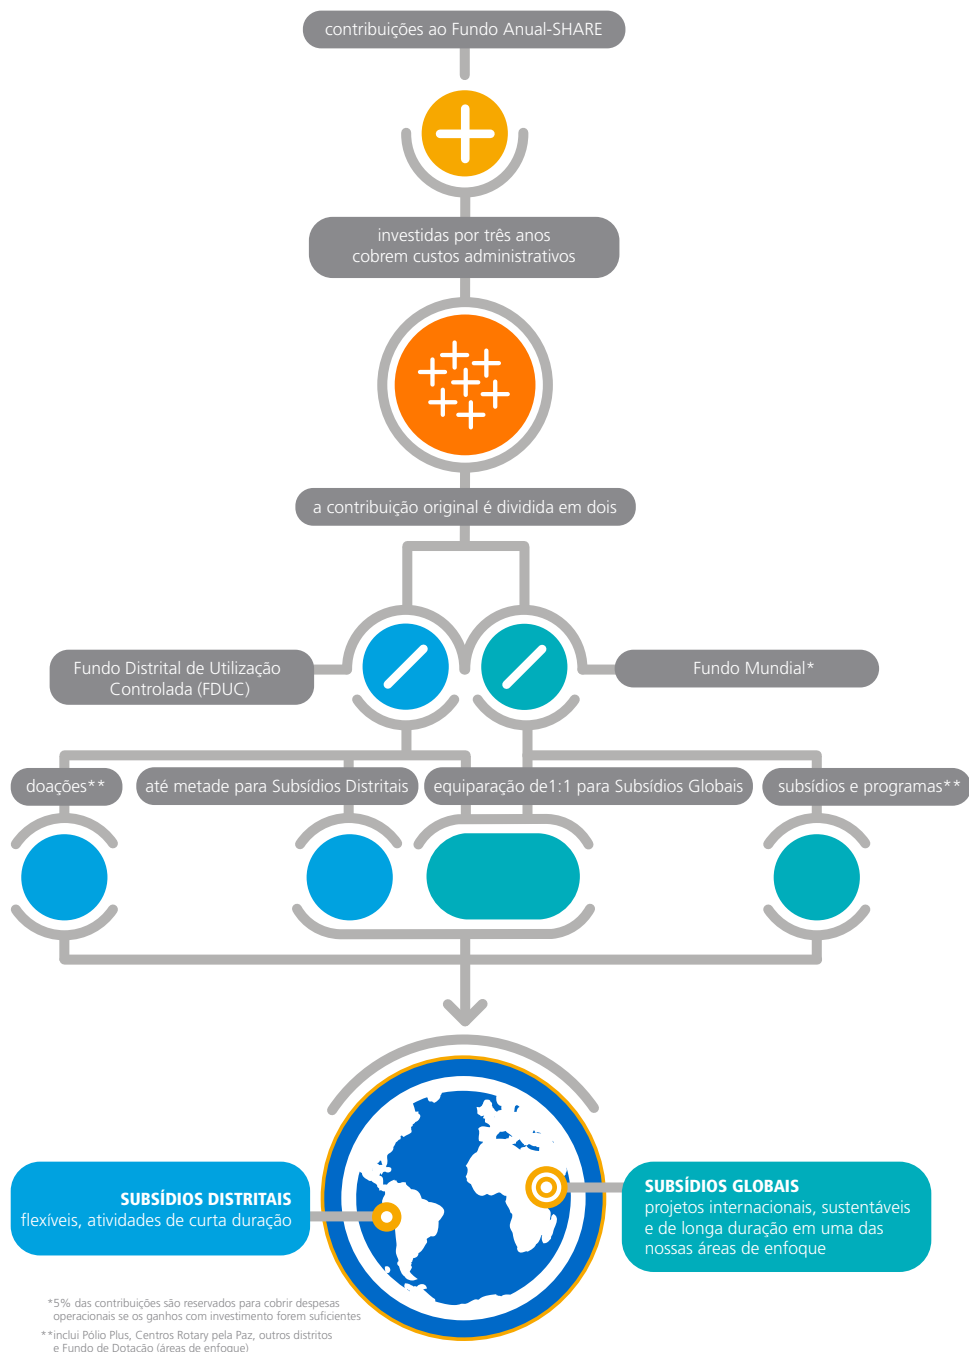 contribuições ao Fundo Anual-SHARE
investidas por três anos
cobrem custos administrativos
a contribuição original é dividida em dois
Fundo Distrital de Utilização
Controlada (FDUC)
Fundo Mundial*
doações**
até metade para Subsídios Distritais
equiparação de1:1 para Subsídios Globais
subsídios e programas**
SUBSÍDIOS DISTRITAIS
flexíveis, atividades de curta duração
SUBSÍDIOS GLOBAIS
projetos internacionais, sustentáveis
e de longa duração em uma das
nossas áreas de enfoque
*5% das contribuições são reservados para cobrir despesas
operacionais se os ganhos com investimento forem suficientes
**inclui Pólio Plus, Centros Rotary pela Paz, outros distritos
e Fundo de Dotação (áreas de enfoque)